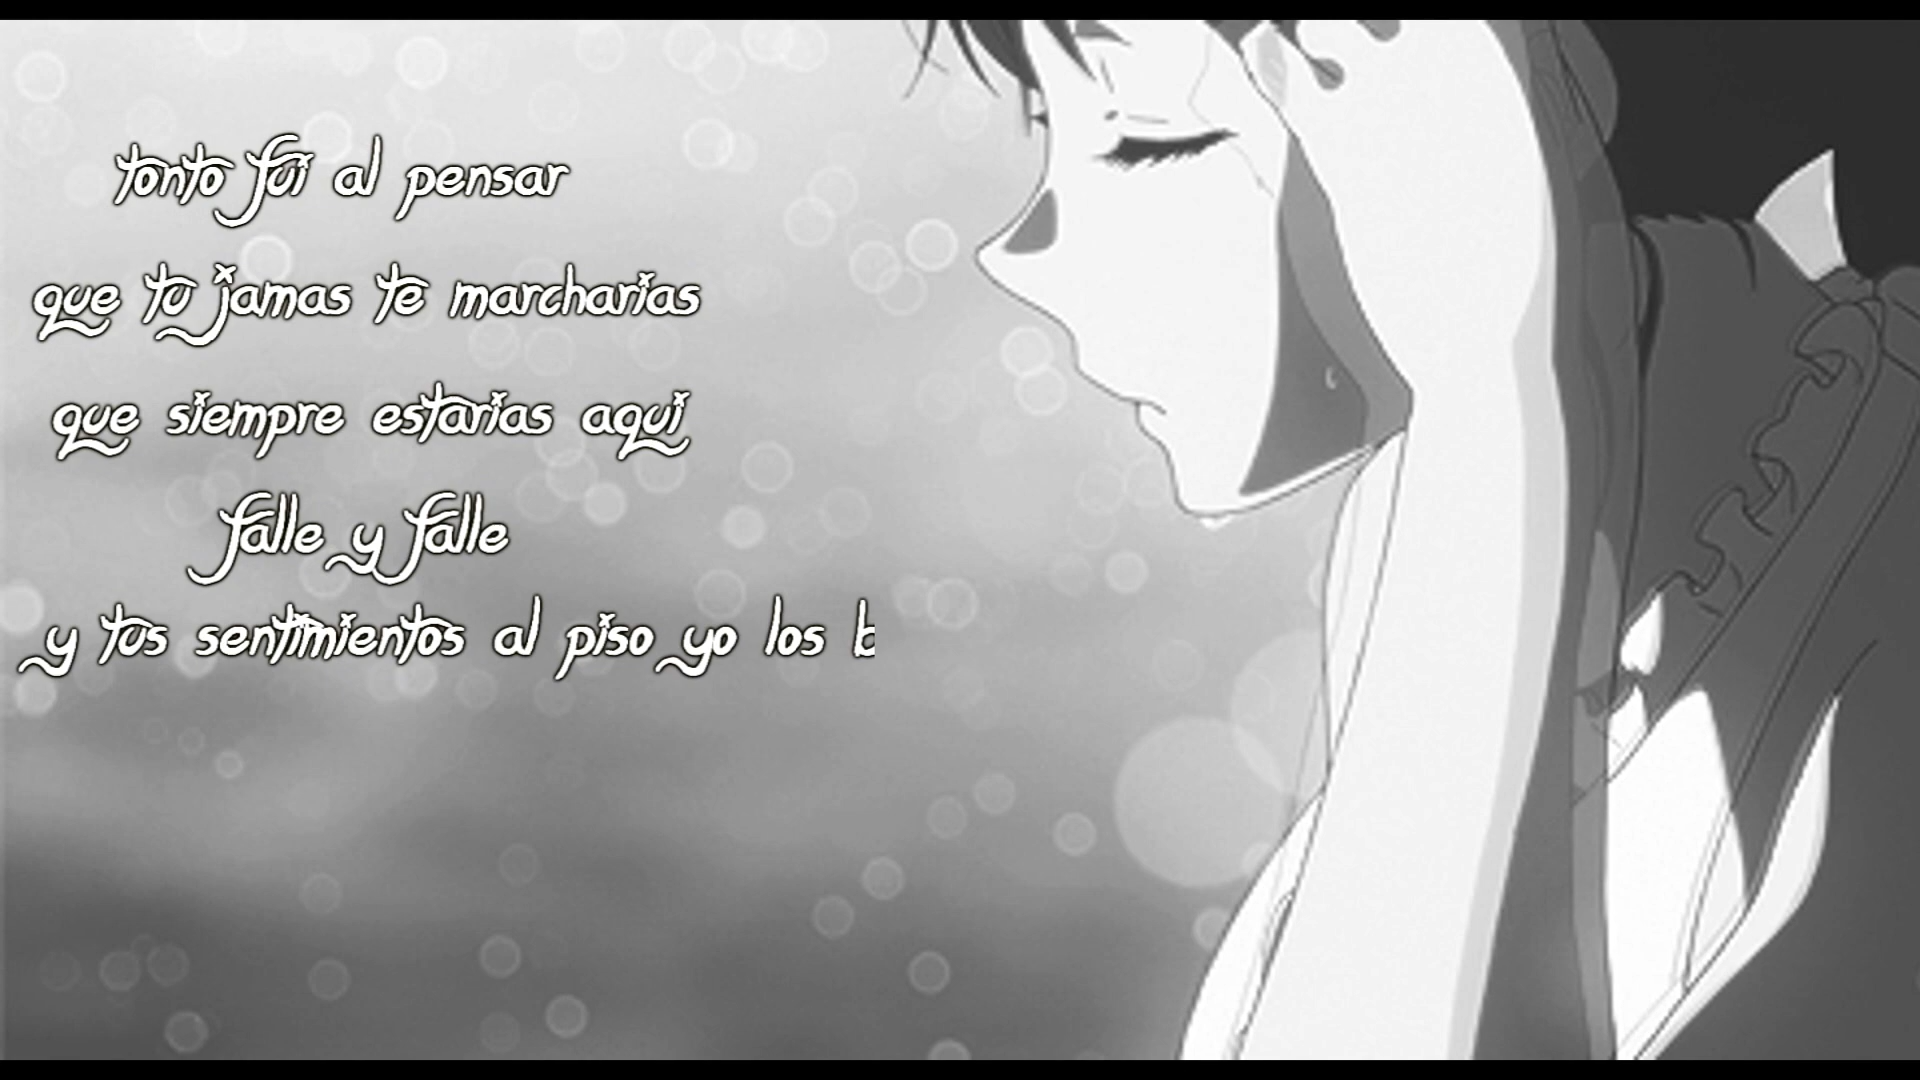 tonto fui al pensar
que tu jamas te marcharias
que siempre estarias aqui
falle y falle
y tus sentimientos al piso yo los